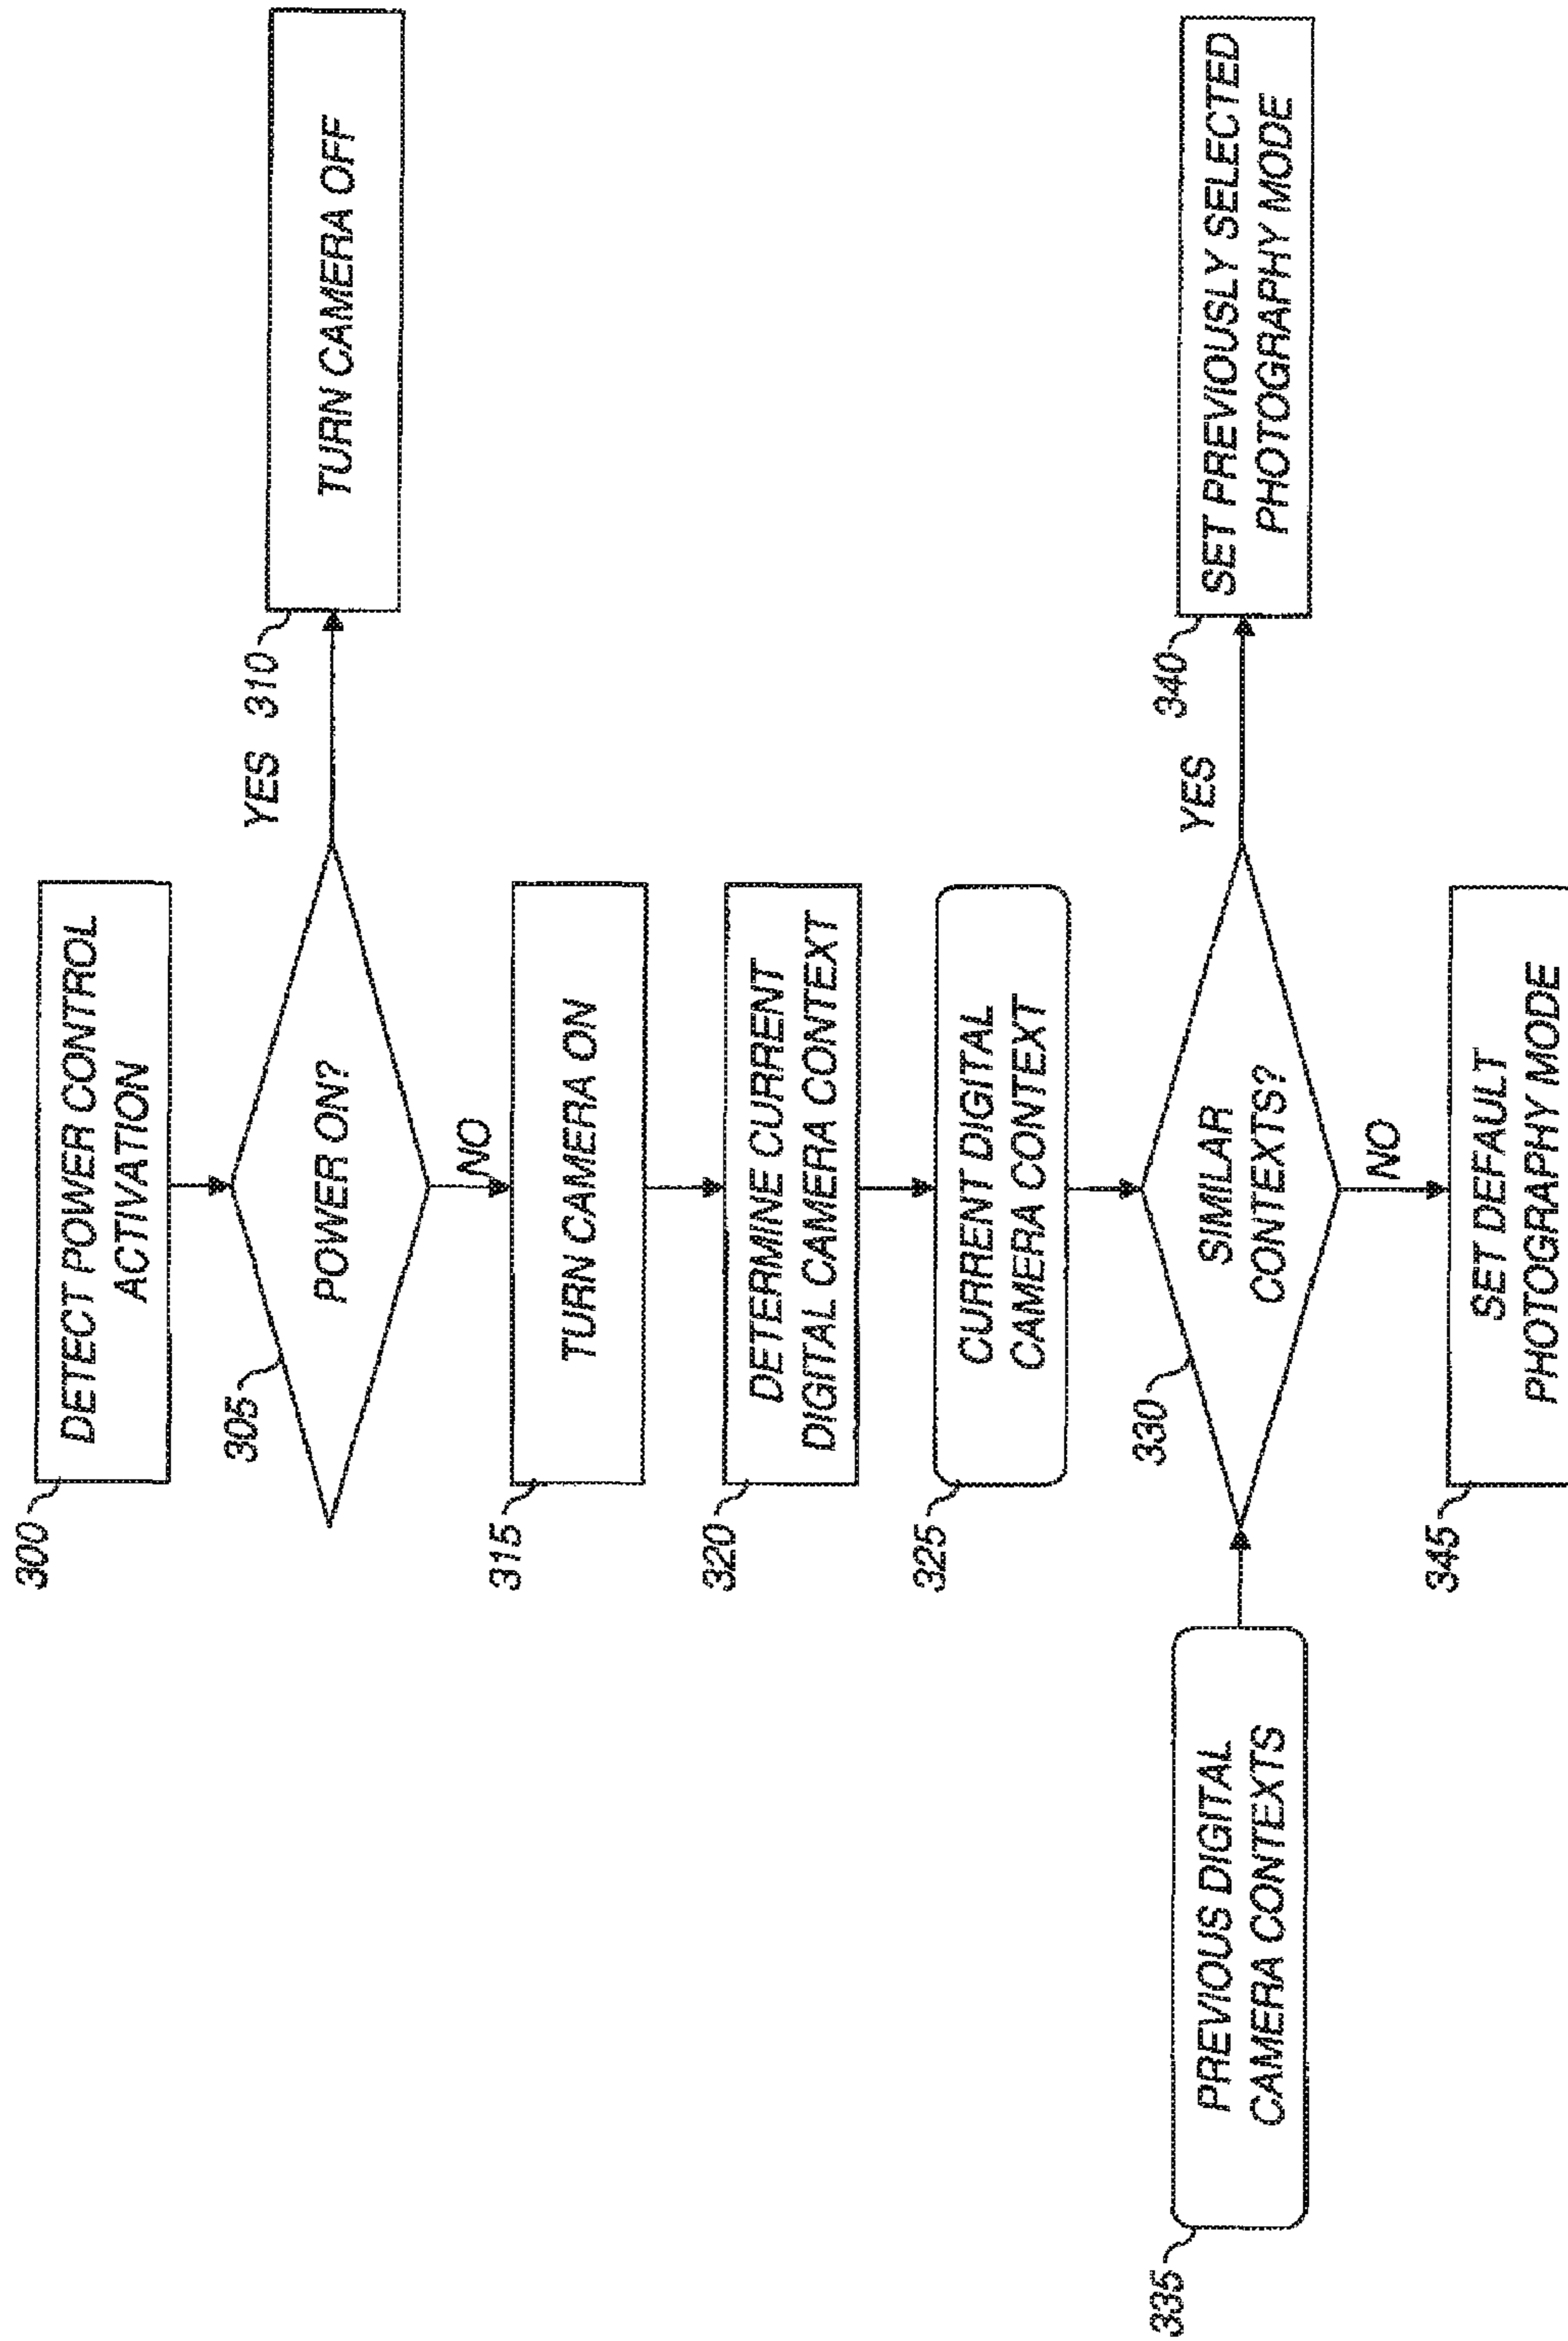 300
DETECT POWER CONTROL
ACTIVATION
305
POWER ON?
YES
310
TURN CAMERA OFF
NO
315
TURN CAMERA ON
320
DETERMINE CURRENT
DIGITAL CAMERA CONTEXT
325
CURRENT DIGITAL
CAMERA CONTEXT
335
PREVIOUS DIGITAL
CAMERA CONTEXTS
330
SIMILAR
CONTEXTS?
YES
340
SET PREVIOUSLY SELECTED
PHOTOGRAPHY MODE
NO
345
SET DEFAULT
PHOTOGRAPHY MODE